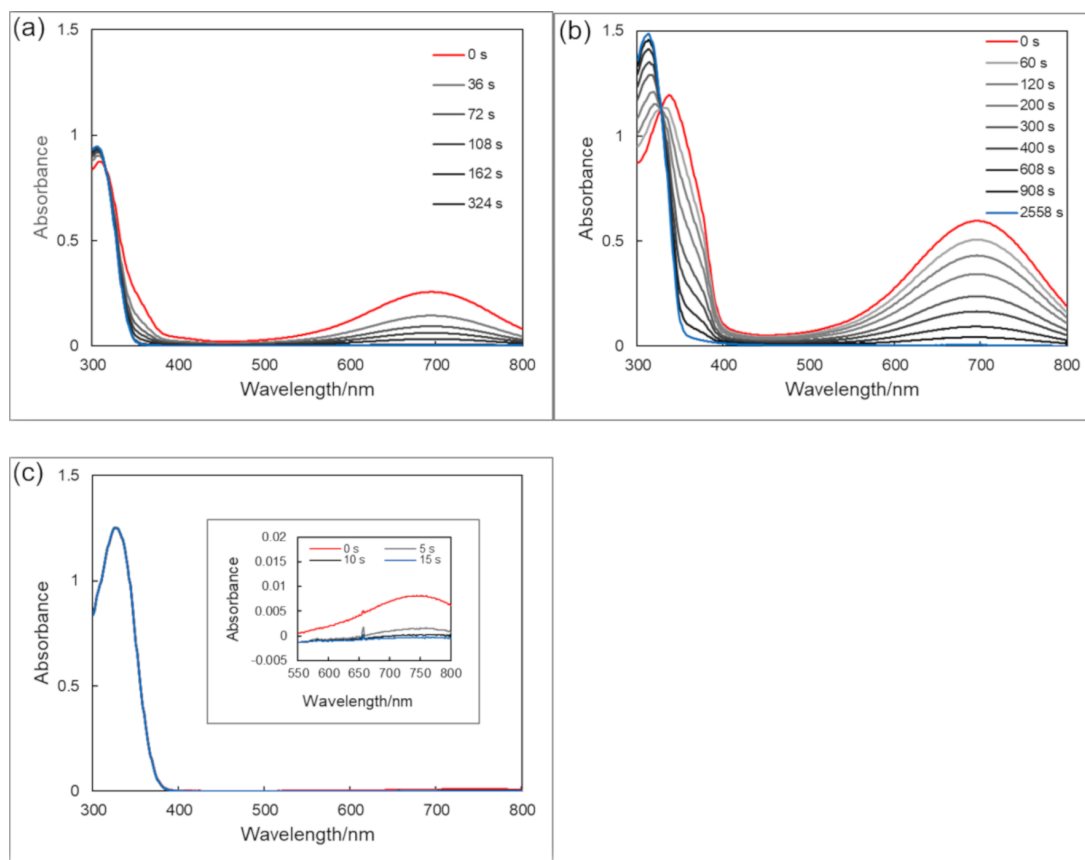 (a)
1.5
1
0.5
0
Absorbance
300 400 500 600 700 800
Wavelength/nm
0 s
36 s
72 s
108 s
162 s
324 s
(b)
1.5
1
0.5
0
Absorbance
300 400 500 600 700 800
Wavelength/nm
0 s
60 s
120 s
200 s
300 s
400 s
608 s
908 s
2558 s
(c)
1.5
1
0.5
0
Absorbance
300 400 500 600 700 800
Wavelength/nm
0.02
0.015
0.01
0.005
0
-0.005
Absorbance
0 s 5 s
10 s 15 s
550 600 650 700 750 800
Wavelength/nm